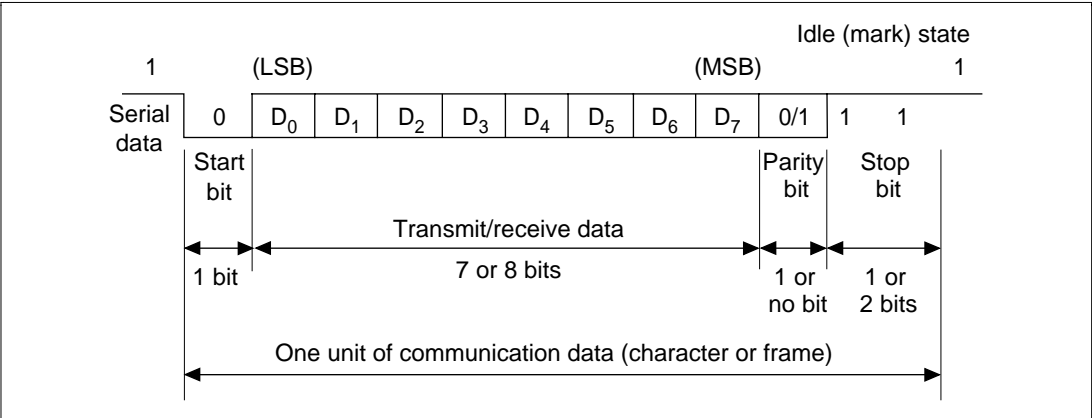 Idle (mark) state
1 (LSB) (MSB) 1
Serial data 0 D0 D1 D2 D3 D4 D5 D6 D7 0/1 1 1
Start bit Parity bit Stop bit
Transmit/receive data
1 bit 7 or 8 bits 1 or no bit 1 or 2 bits
One unit of communication data (character or frame)